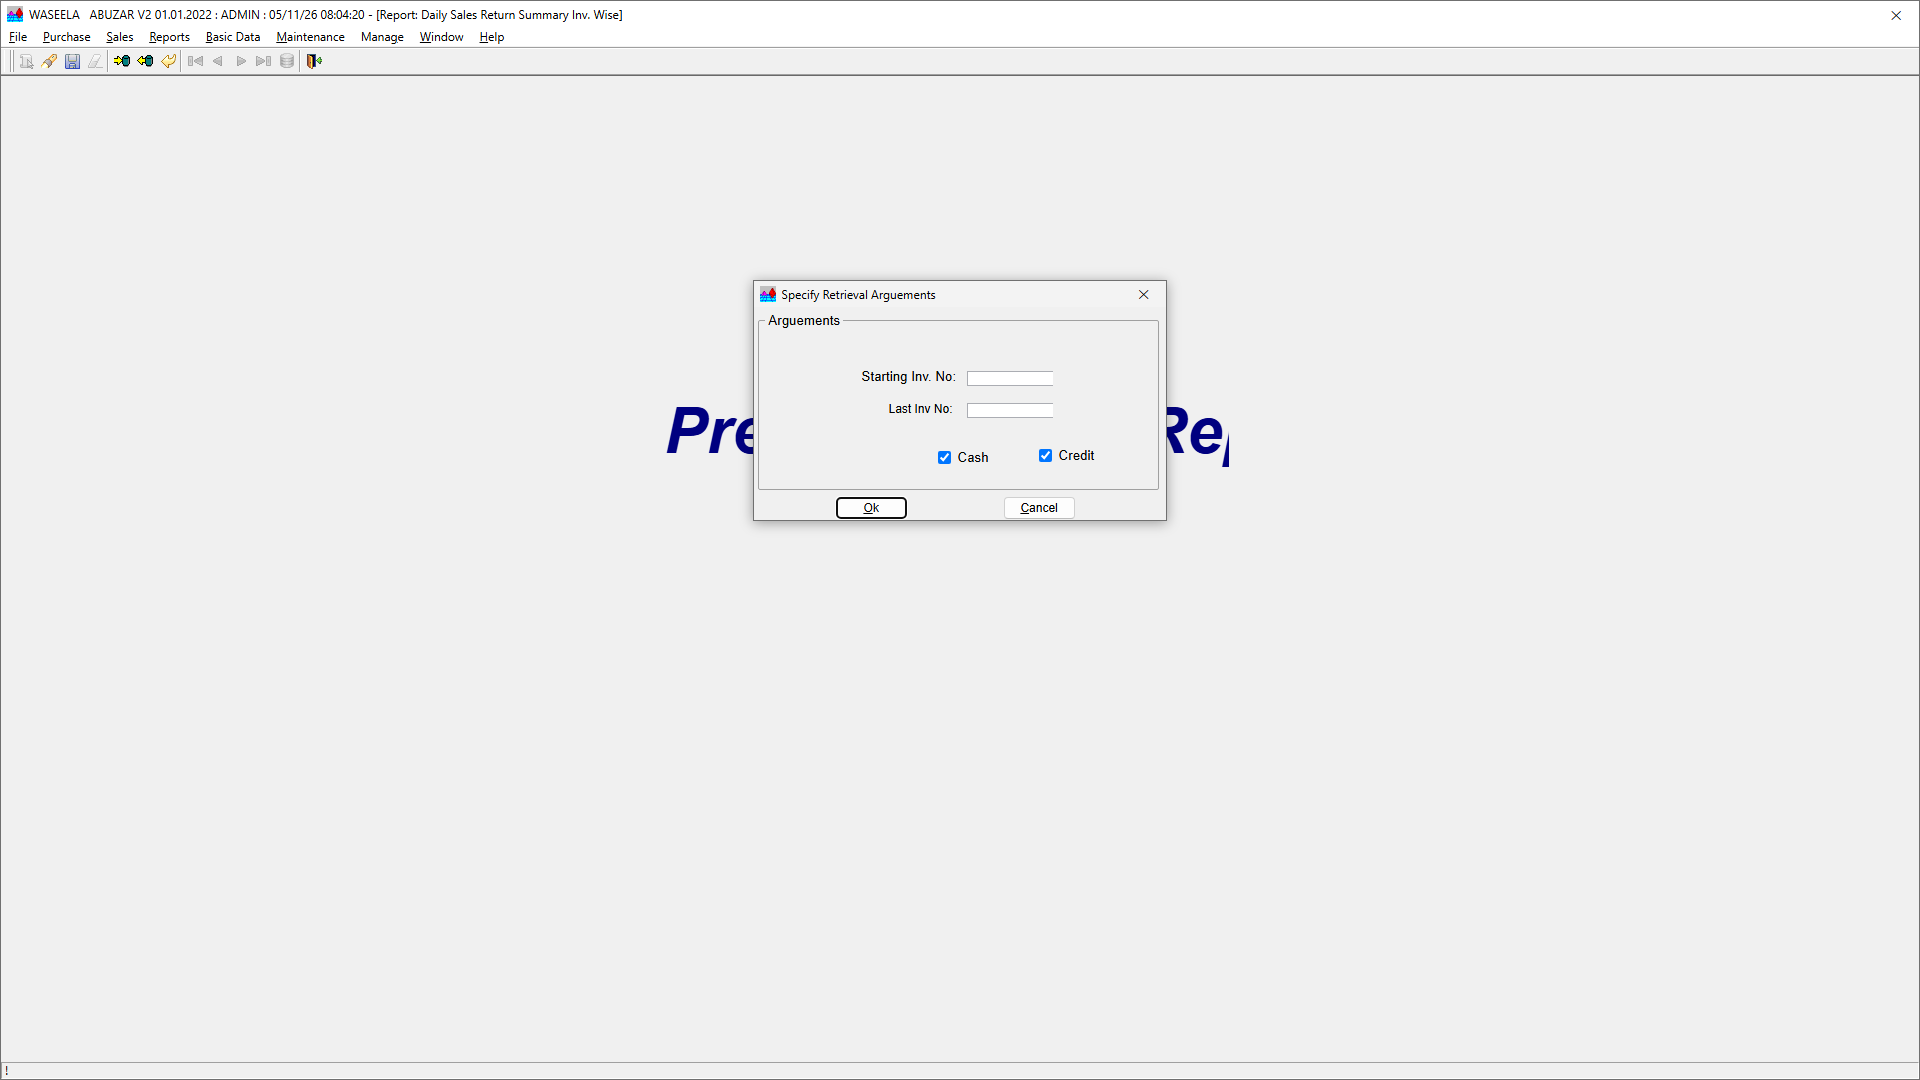 WASEELA   ABUZAR V2 01.01.2022 : ADMIN : 05/11/26 08:04:20 - [Report: Daily Sales Return Summary Inv. Wise]
File Purchase Sales Reports Basic Data Maintenance Manage Window Help
Specify Retrieval Arguements
Arguements
Starting Inv. No:
Last Inv No:
Cash Credit
Ok Cancel
!